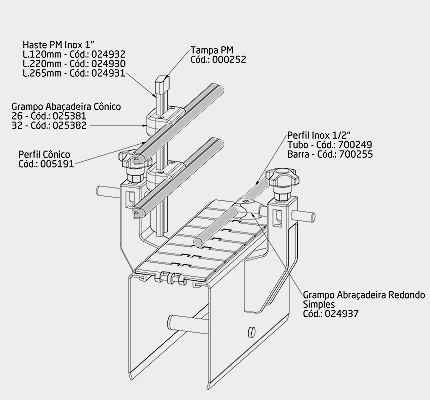 Haste PM Inox 1"
L.120mm - Cód.: 024932
L.220mm - Cód.: 024930
L.265mm - Cód.: 024931
Tampa PM
Cód.: 000252
Grampo Abaçadeira Cônico
26 - Cód.: 025381
32 - Cód.: 025382
Perfil Cônico
Cód.: 005191
Perfil Inox 1/2"
Tubo - Cód.: 700249
Barra - Cód.: 700255
Grampo Abraçadeira Redondo
Simples
Cód.: 024937